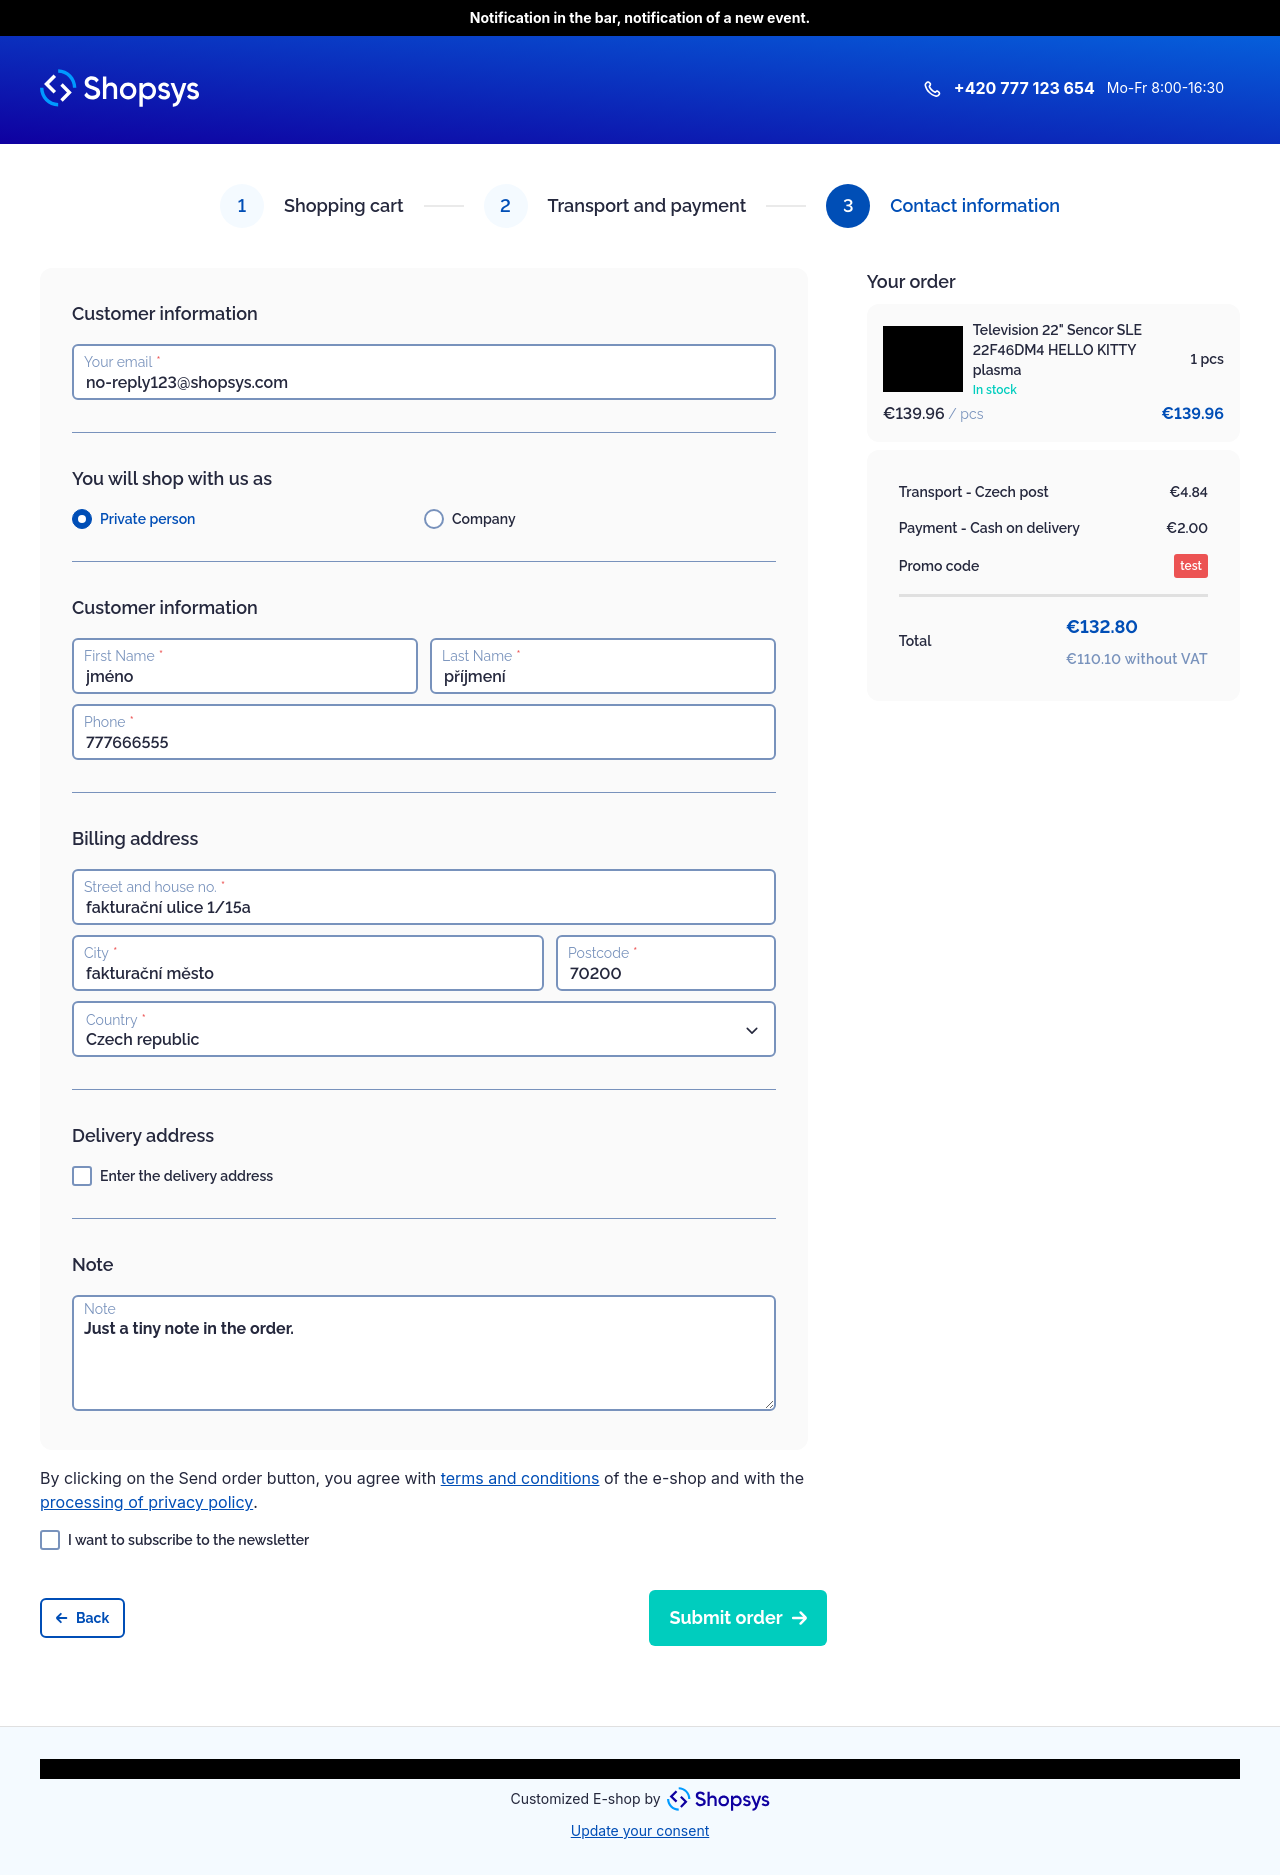 Notification in the bar, notification of a new event.
Shopsys
+420 777 123 654 Mo-Fr 8:00-16:30
1 Shopping cart 2 Transport and payment 3 Contact information
Customer information
Your email *
no-reply123@shopsys.com
You will shop with us as
Private person Company
Customer information
First Name * Last Name *
jméno příjmení
Phone *
777666555
Billing address
Street and house no. *
fakturační ulice 1/15a
City * Postcode *
fakturační město 70200
Country *
Czech republic
Delivery address
Enter the delivery address
Note
Note
Just a tiny note in the order.
By clicking on the Send order button, you agree with terms and conditions of the e-shop and with the
processing of privacy policy.
I want to subscribe to the newsletter
Back Submit order
Your order
Television 22" Sencor SLE
22F46DM4 HELLO KITTY
plasma
1 pcs
In stock
€139.96 / pcs €139.96
Transport - Czech post €4.84
Payment - Cash on delivery €2.00
Promo code test
Total €132.80
€110.10 without VAT
Customized E-shop by Shopsys
Update your consent